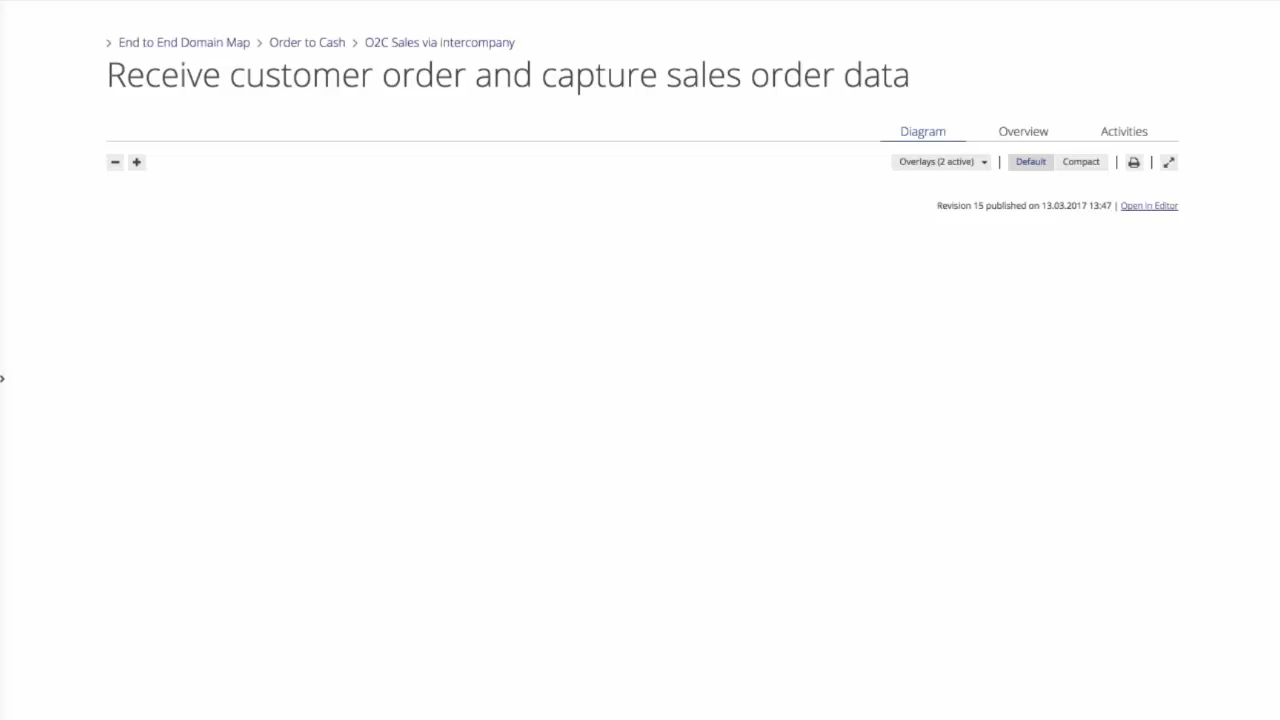 > End to End Domain Map > Order to Cash > O2C Sales via intercompany
Receive customer order and capture sales order data
Diagram Overview Activities
Overlays (2 active) | Default Compact | |
Revision 15 published on 13.03.2017 13:47 | Open in Editor